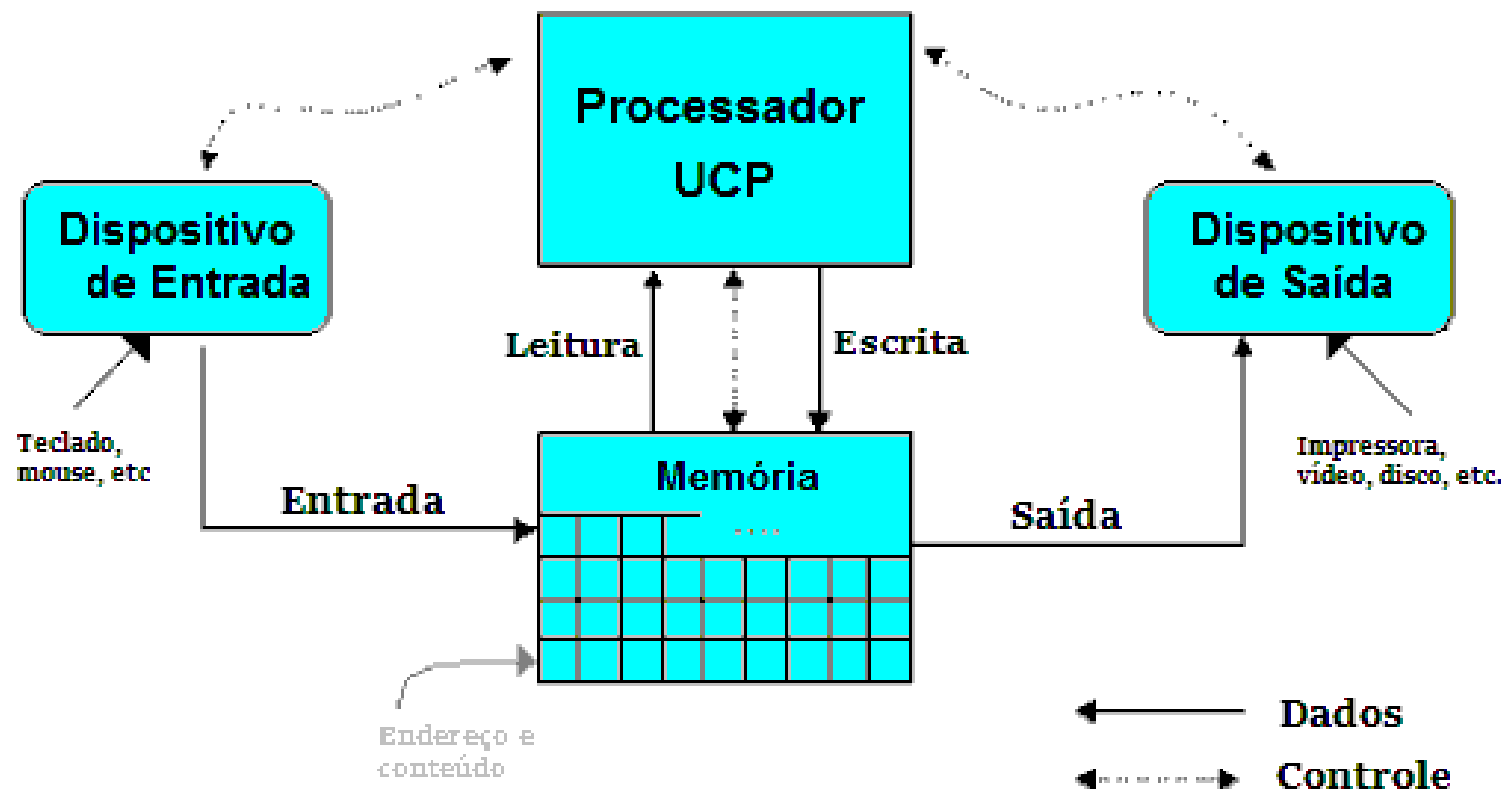 Processador
UCP
Dispositivo
de Entrada
Dispositivo
de Saída
Leitura
Escrita
Teclado,
mouse, etc
Impressora,
vídeo, disco, etc.
Memória
Entrada
....
Saída
Endereço e
conteúdo
Dados
Controle